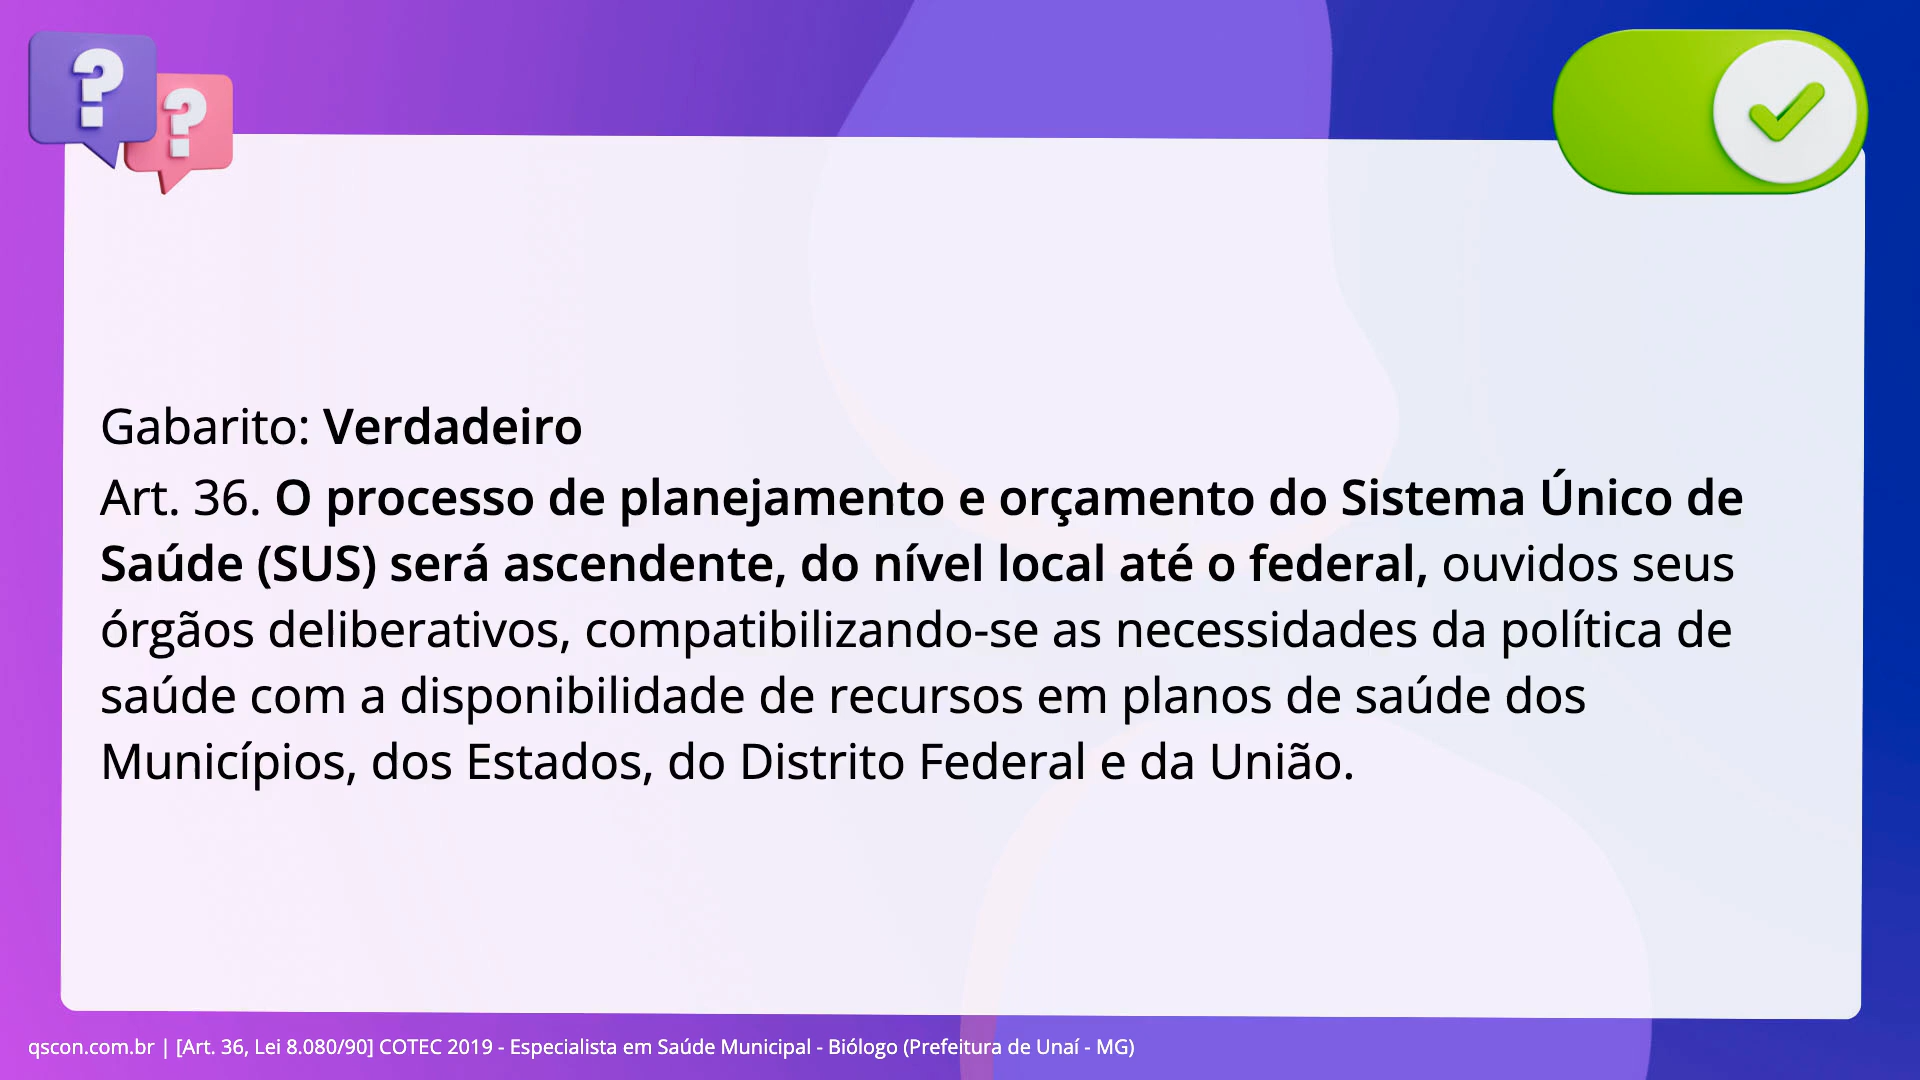 Gabarito: Verdadeiro
Art. 36. O processo de planejamento e orçamento do Sistema Único de
Saúde (SUS) será ascendente, do nível local até o federal, ouvidos seus
órgãos deliberativos, compatibilizando-se as necessidades da política de
saúde com a disponibilidade de recursos em planos de saúde dos
Municípios, dos Estados, do Distrito Federal e da União.
qscon.com.br | [Art. 36, Lei 8.080/90] COTEC 2019 - Especialista em Saúde Municipal - Biólogo (Prefeitura de Unaí - MG)